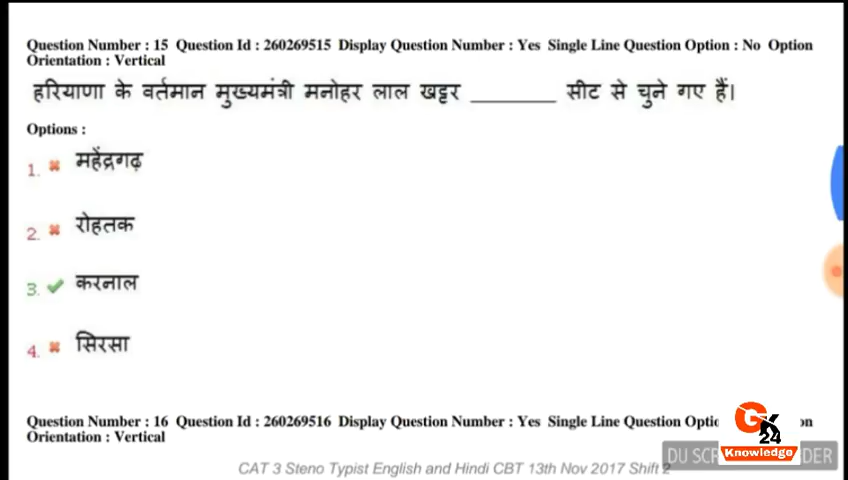 Question Number : 15 Question Id : 260269515 Display Question Number : Yes Single Line Question Option : No Option
Orientation : Vertical
हरियाणा के वर्तमान मुख्यमंत्री मनोहर लाल खट्टर ________ सीट से चुने गए हैं।
Options :
1. महेंद्रगढ़
2. रोहतक
3. करनाल
4. सिरसा
Question Number : 16 Question Id : 260269516 Display Question Number : Yes Single Line Question
Orientation : Vertical
GK
24
Knowledge
CAT 3 Steno Typist English and Hindi CBT 13th Nov 2017 Shift 2